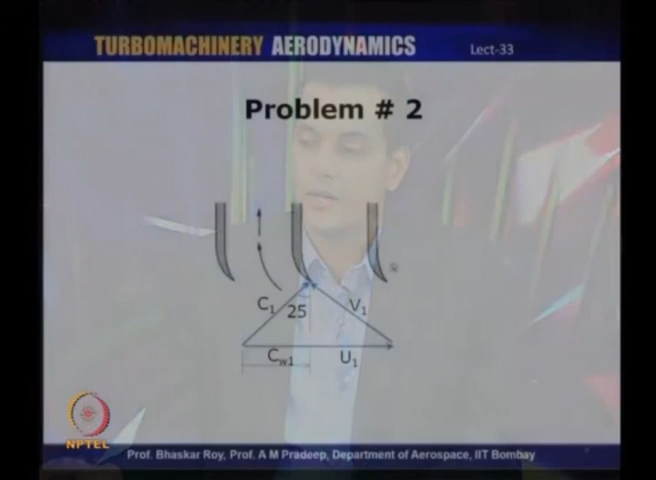 TURBOMACHINERY AERODYNAMICS Lect-33
Problem # 2
C1 25 V1
Cw1 U1
NPTEL
Prof. Bhaskar Roy, Prof. A M Pradeep, Department of Aerospace, IIT Bombay